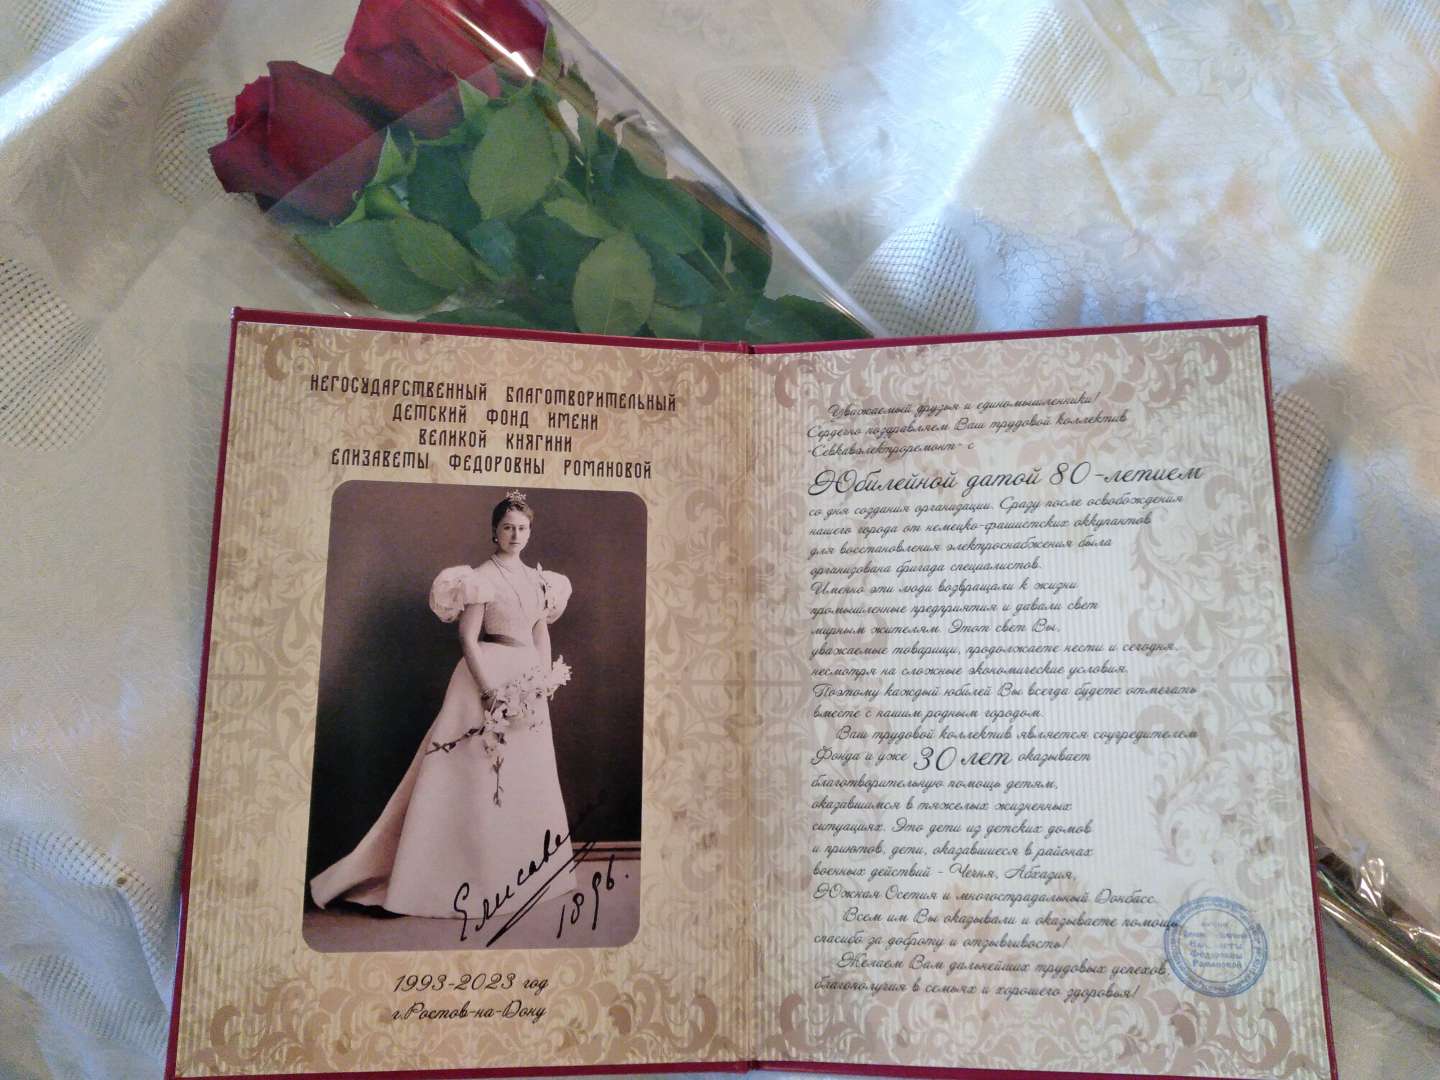 НЕГОСУДАРСТВЕННЫЙ БЛАГОТВОРИТЕЛЬНЫЙ
ДЕТСКИЙ ФОНД ИМЕНИ
ВЕЛИКОЙ КНЯГИНИ
ЕЛИЗАВЕТЫ ФЕДОРОВНЫ РОМАНОВОЙ
Елисаве
1896.
1993-2023 год
г.Ростов-на-Дону
Уважаемый друзья и единомышленники!
Сердечно поздравляем Ваш трудовой коллектив
"Севкавэлектроремонт" с
Юбилейной датой 80-летием
со дня создания организации. Сразу после освобождения
нашего города от немецко-фашистских оккупантов
для восстановления электроснабжения была
организована бригада специалистов.
Именно эти люди возвращали к жизни
промышленные предприятия и давали свет
мирным жителям. Этот свет Вы,
уважаемые товарищи, продолжаете нести и сегодня,
несмотря на сложные экономические условия.
Поэтому каждый юбилей Вы всегда будете отмечать
вместе с нашим родным городом.
Ваш трудовой коллектив является соучредителем
Фонда и уже 30 лет оказывает
благотворительную помощь детям,
оказавшимся в тяжелых жизненных
ситуациях. Это дети из детских домов
и приютов, дети, оказавшиеся в районах
военных действий - Чечня, Абхазия,
Южная Осетия и многострадальный Донбасс.
Всем им Вы оказывали и оказываете помощь
спасибо за доброту и отзывчивость!
Желаем Вам дальнейших трудовых успехов,
благополучия в семьях и хорошего здоровья!
ЕЛИЗАВЕТЫ
ФЕДОРОВНЫ
РОМАНОВОЙ